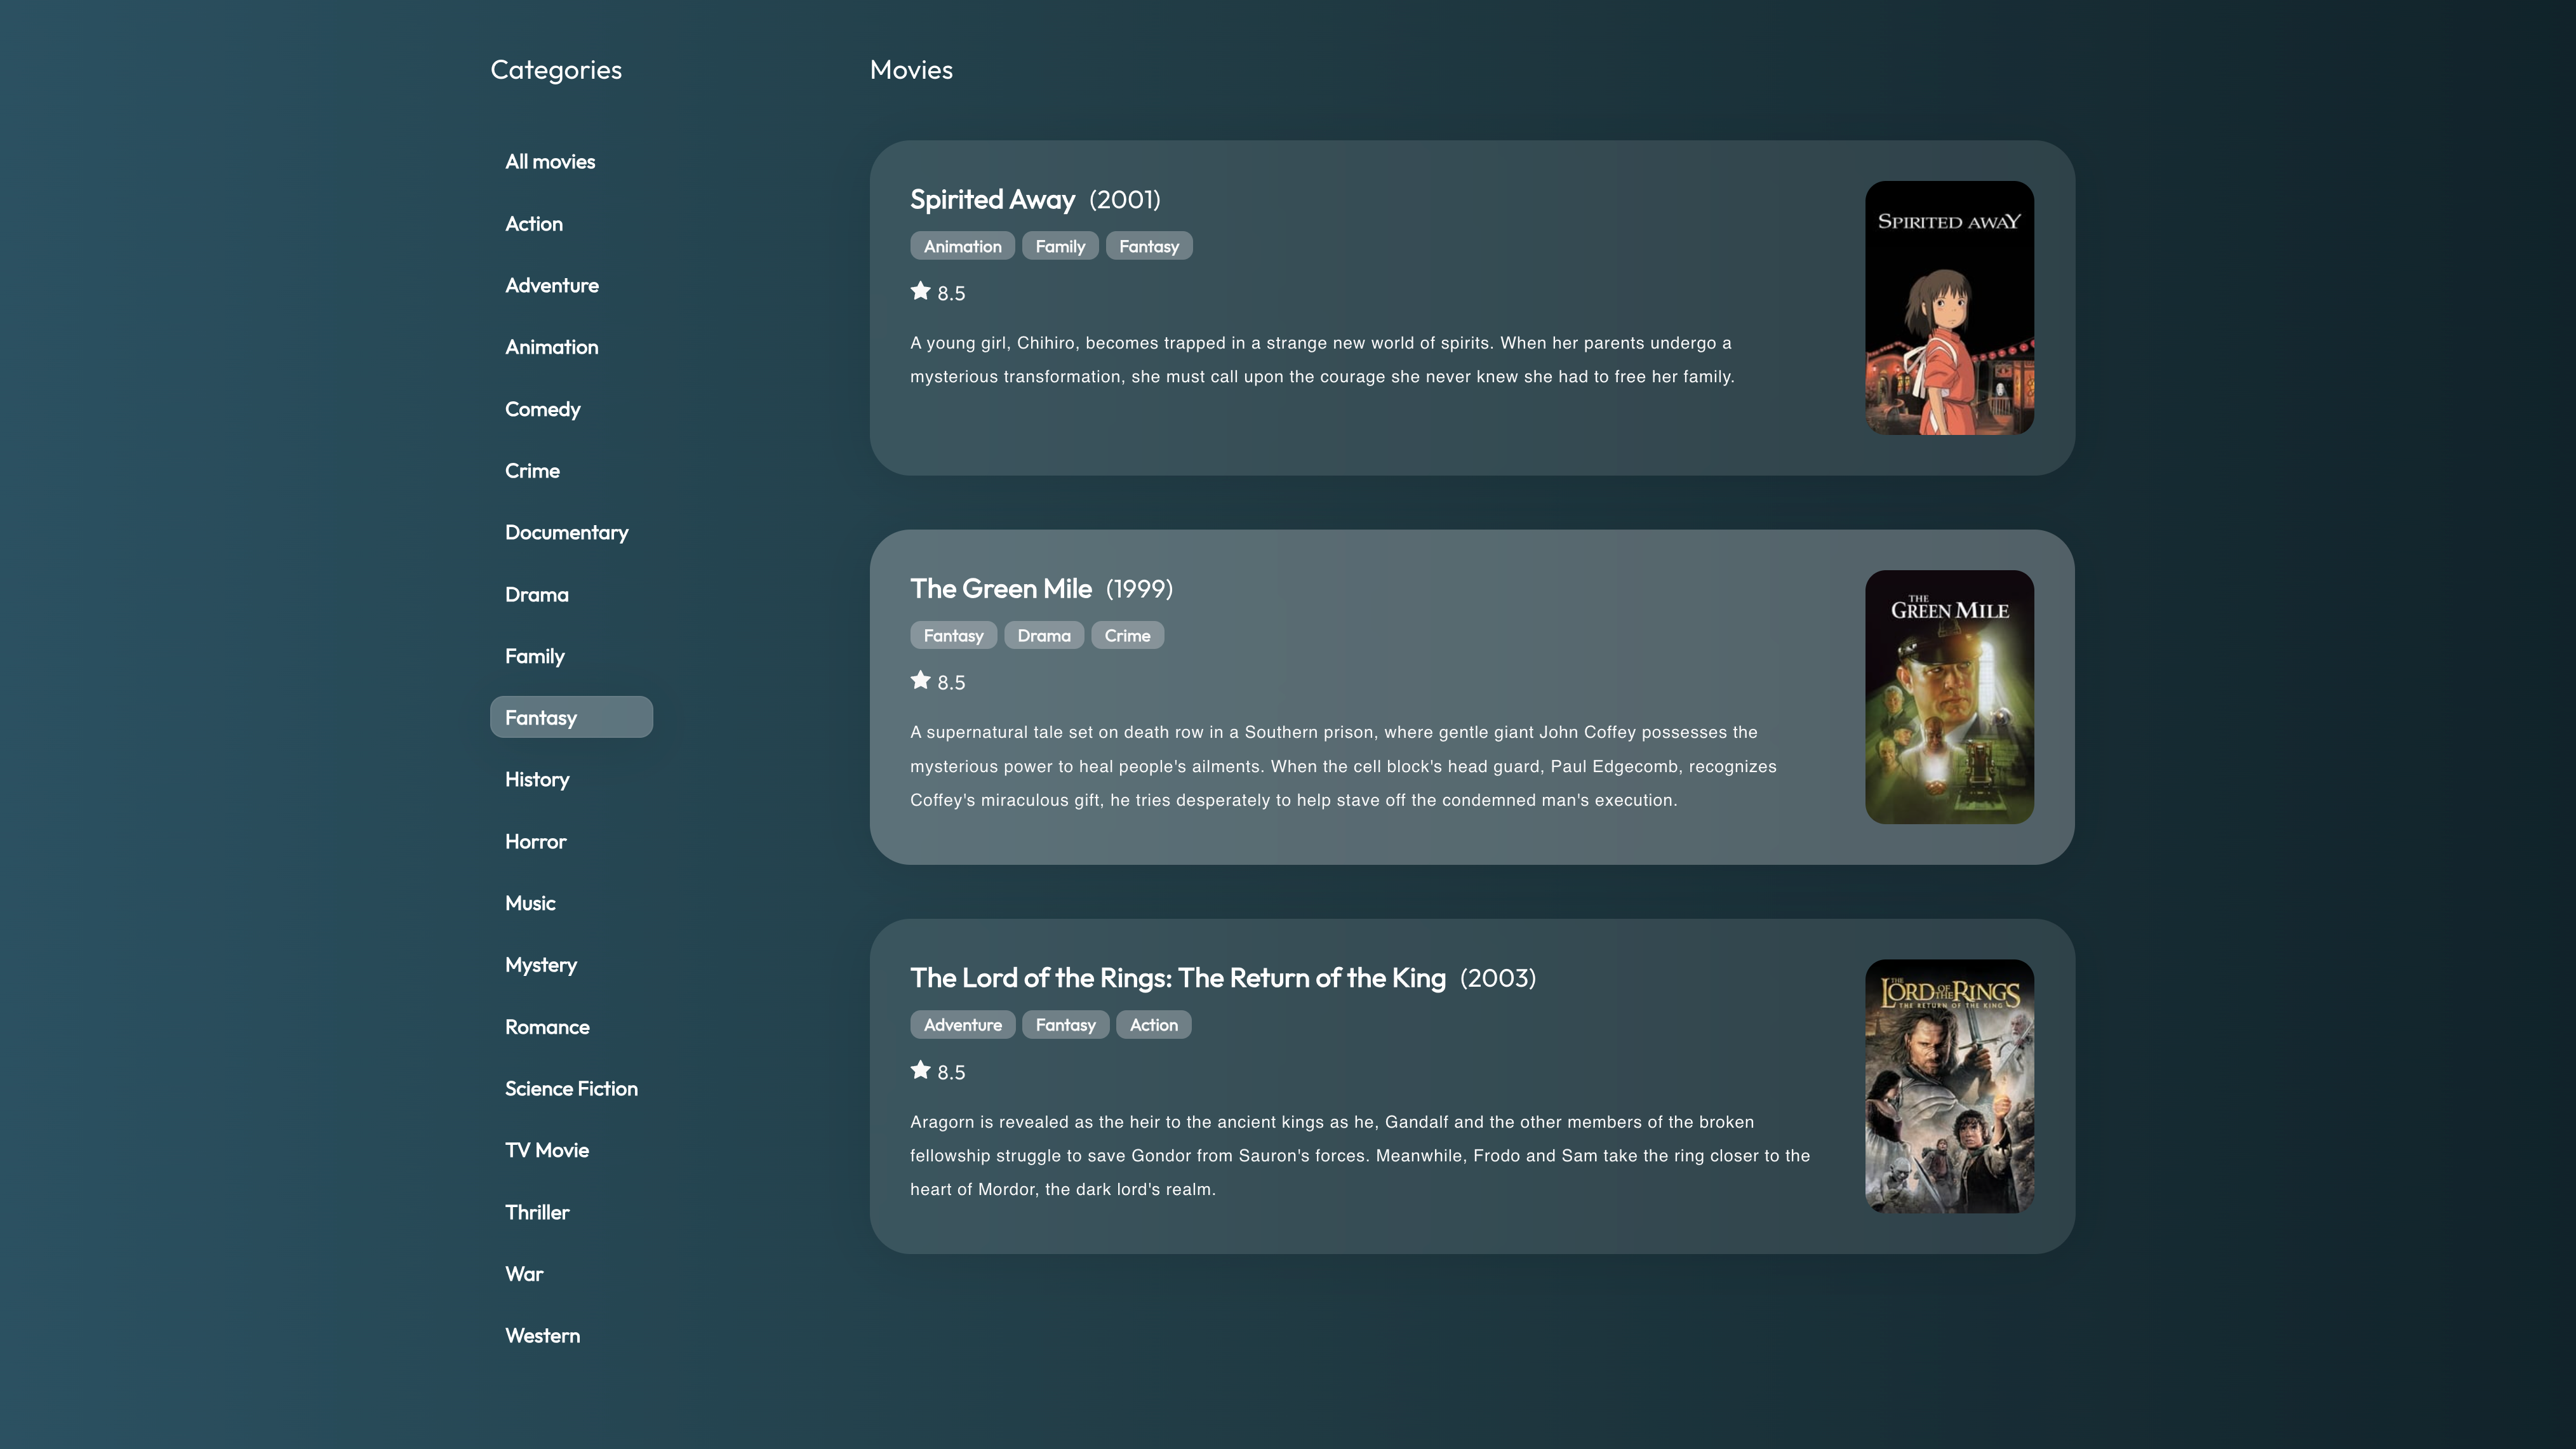 Categories
All movies
Action
Adventure
Animation
Comedy
Crime
Documentary
Drama
Family
Fantasy
History
Horror
Music
Mystery
Romance
Science Fiction
TV Movie
Thriller
War
Western
Movies
Spirited Away (2001)
Animation Family Fantasy
8.5
A young girl, Chihiro, becomes trapped in a strange new world of spirits. When her parents undergo a
mysterious transformation, she must call upon the courage she never knew she had to free her family.
SPIRITED AWAY
The Green Mile (1999)
Fantasy Drama Crime
8.5
A supernatural tale set on death row in a Southern prison, where gentle giant John Coffey possesses the
mysterious power to heal people's ailments. When the cell block's head guard, Paul Edgecomb, recognizes
Coffey's miraculous gift, he tries desperately to help stave off the condemned man's execution.
THE
GREEN MILE
The Lord of the Rings: The Return of the King (2003)
Adventure Fantasy Action
8.5
Aragorn is revealed as the heir to the ancient kings as he, Gandalf and the other members of the broken
fellowship struggle to save Gondor from Sauron's forces. Meanwhile, Frodo and Sam take the ring closer to the
heart of Mordor, the dark lord's realm.
THE
LORD OF THE RINGS
THE RETURN OF THE KING